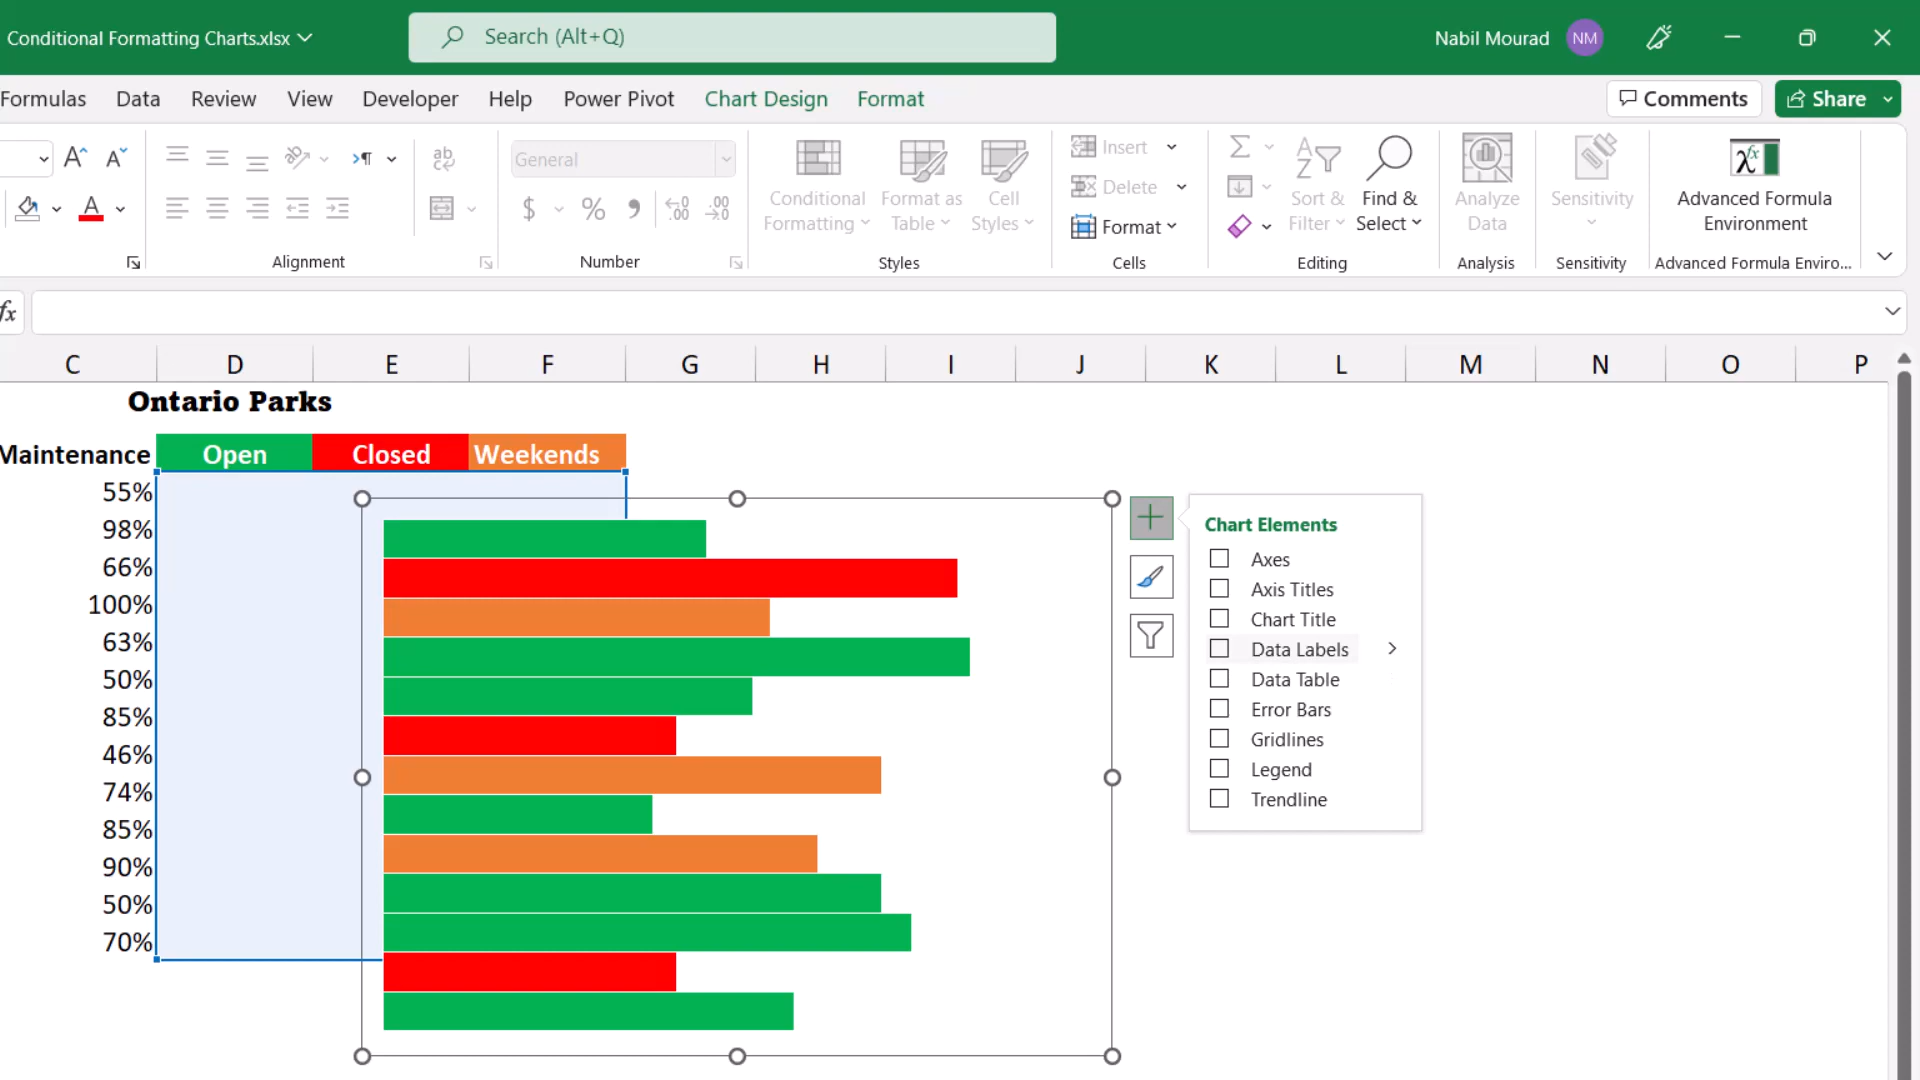 Conditional Formatting Charts.xlsx
Search (Alt+Q)
Nabil Mourad
NM
Formulas
Data
Review
View
Developer
Help
Power Pivot
Chart Design
Format
Comments
Share
A A
ab
General
Conditional
Formatting
Format as
Table
Cell
Styles
Insert
Delete
Format
Sort &
Filter
Find &
Select
Analyze
Data
Sensitivity
Advanced Formula
Environment
A
$ % 9 .00 .00
Alignment
Number
Styles
Cells
Editing
Analysis
Sensitivity
Advanced Formula Enviro...
fx
C D E F G H I J K L M N O P
Ontario Parks
Maintenance Open Closed Weekends
55%
98%
66%
100%
63%
50%
85%
46%
74%
85%
90%
50%
70%
Chart Elements
Axes
Axis Titles
Chart Title
Data Labels
Data Table
Error Bars
Gridlines
Legend
Trendline